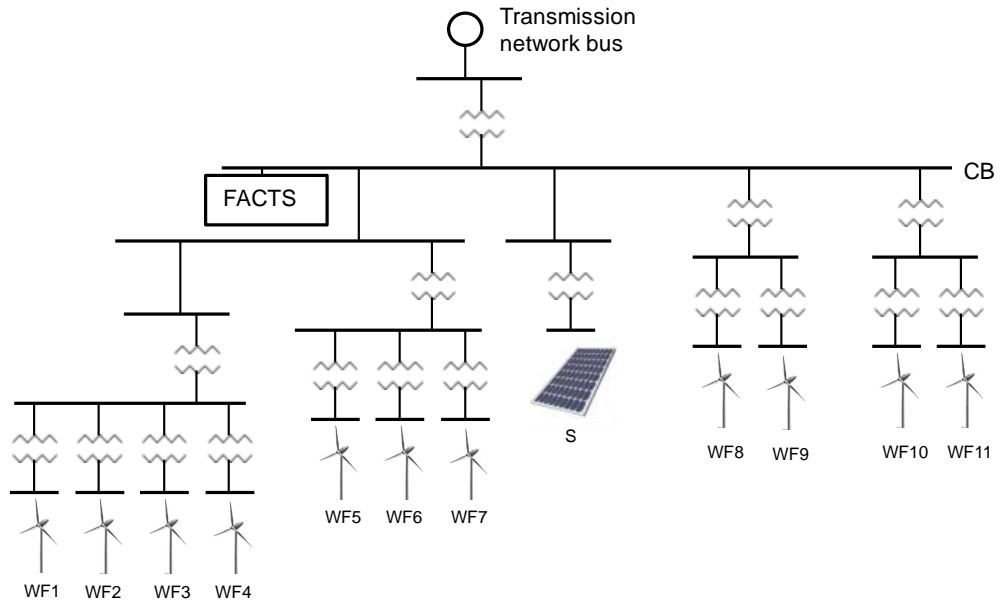 Transmission
network bus
CB
FACTS
S
WF8
WF9
WF10
WF11
WF5
WF6
WF7
WF1
WF2
WF3
WF4